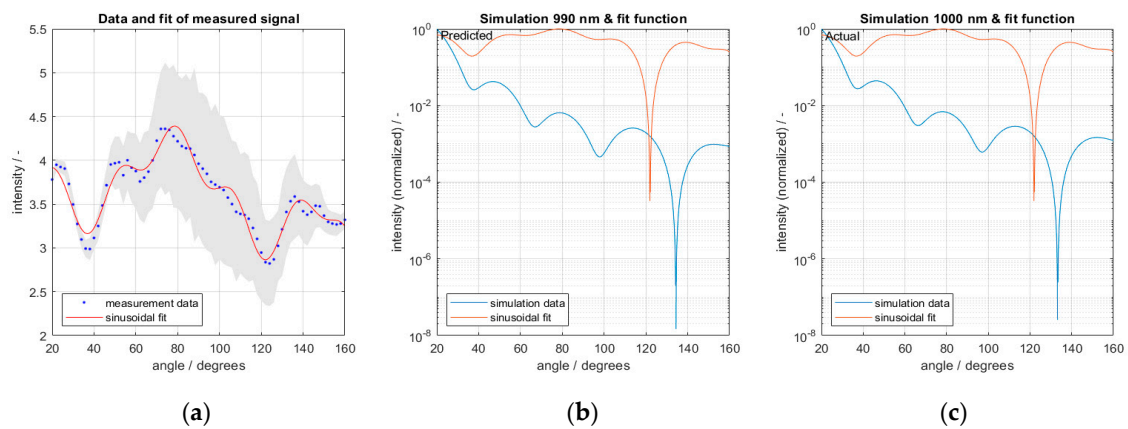 Data and fit of measured signal
5.5
5
4.5
4
3.5
3
2.5
2
intensity / -
measurement data
sinusoidal fit
20 40 60 80 100 120 140 160
angle / degrees
(a)
Simulation 990 nm & fit function
Predicted
10^0
10^-2
10^-4
10^-6
10^-8
intensity (normalized) / -
simulation data
sinusoidal fit
20 40 60 80 100 120 140 160
angle / degrees
(b)
Simulation 1000 nm & fit function
Actual
10^0
10^-2
10^-4
10^-6
10^-8
intensity (normalized) / -
simulation data
sinusoidal fit
20 40 60 80 100 120 140 160
angle / degrees
(c)